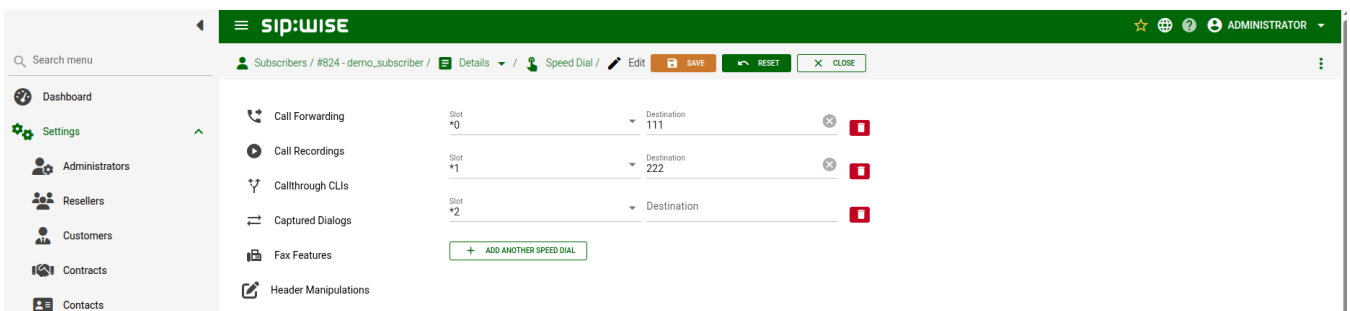 sip:wise
ADMINISTRATOR
Search menu
Subscribers / #824 - demo_subscriber / Details / Speed Dial / Edit SAVE RESET CLOSE
Dashboard
Settings
Administrators
Resellers
Customers
Contracts
Contacts
Call Forwarding
Call Recordings
Callthrough CLIs
Captured Dialogs
Fax Features
Header Manipulations
Slot
*0
Destination
111
Slot
*1
Destination
222
Slot
*2
Destination
ADD ANOTHER SPEED DIAL